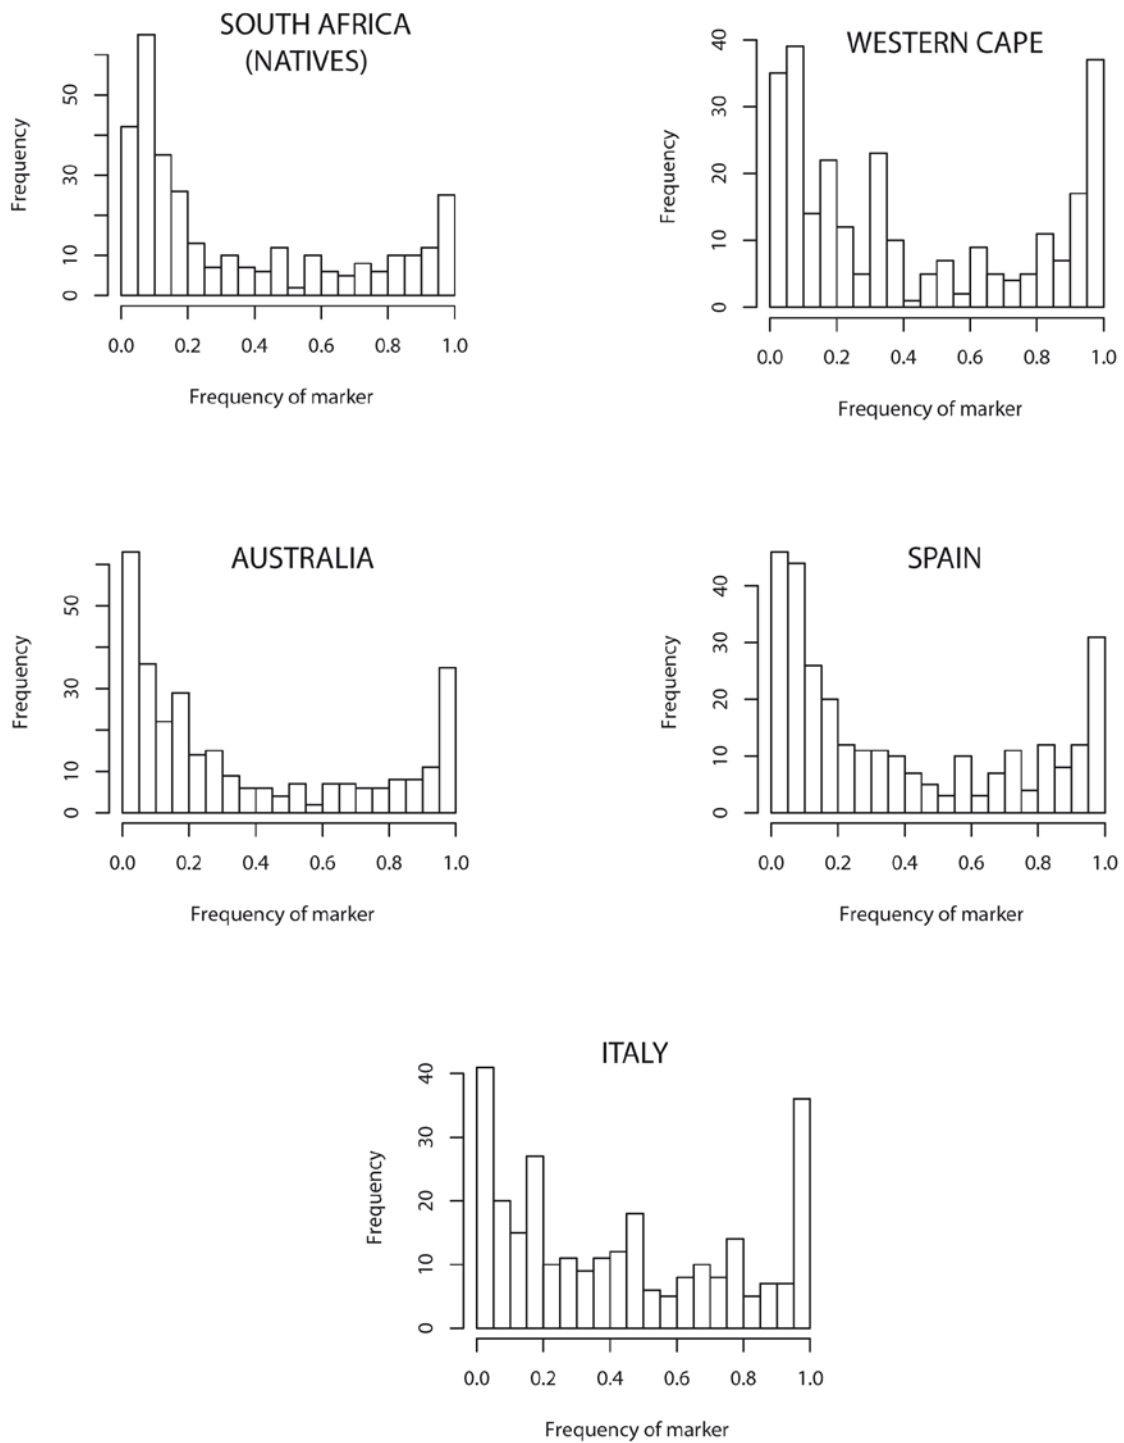 SOUTH AFRICA
(NATIVES)
Frequency
50
30
10
0
0.0 0.2 0.4 0.6 0.8 1.0
Frequency of marker
WESTERN CAPE
Frequency
40
30
20
10
0
0.0 0.2 0.4 0.6 0.8 1.0
Frequency of marker
AUSTRALIA
Frequency
50
30
10
0
0.0 0.2 0.4 0.6 0.8 1.0
Frequency of marker
SPAIN
Frequency
40
30
20
10
0
0.0 0.2 0.4 0.6 0.8 1.0
Frequency of marker
ITALY
Frequency
40
30
20
10
0
0.0 0.2 0.4 0.6 0.8 1.0
Frequency of marker